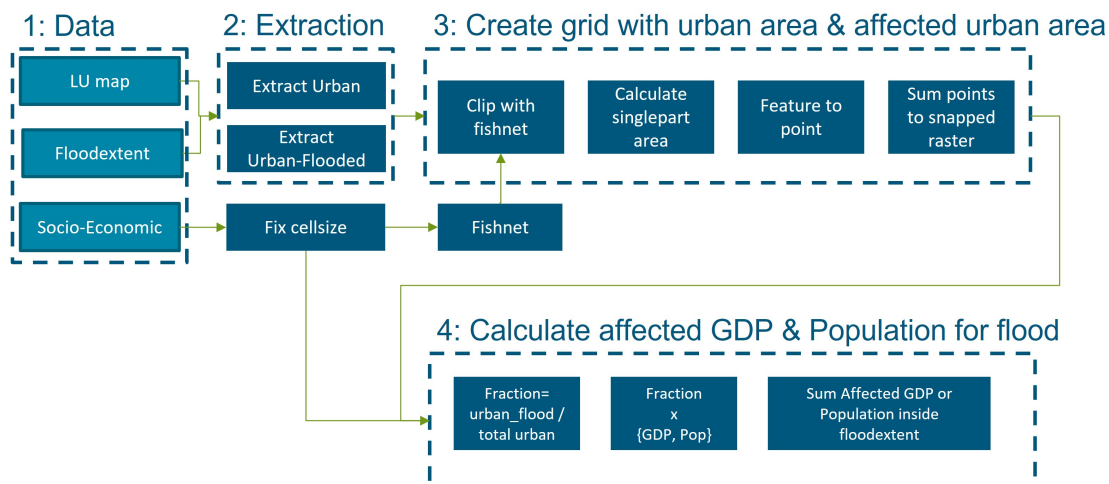 1: Data
2: Extraction
3: Create grid with urban area & affected urban area
LU map
Floodextent
Socio-Economic
Extract Urban
Extract
Urban-Flooded
Fix cellsize
Clip with
fishnet
Calculate
singlepart
area
Feature to
point
Sum points
to snapped
raster
Fishnet
4: Calculate affected GDP & Population for flood
Fraction=
urban_flood /
total urban
Fraction
x
{GDP, Pop}
Sum Affected GDP or
Population inside
floodextent